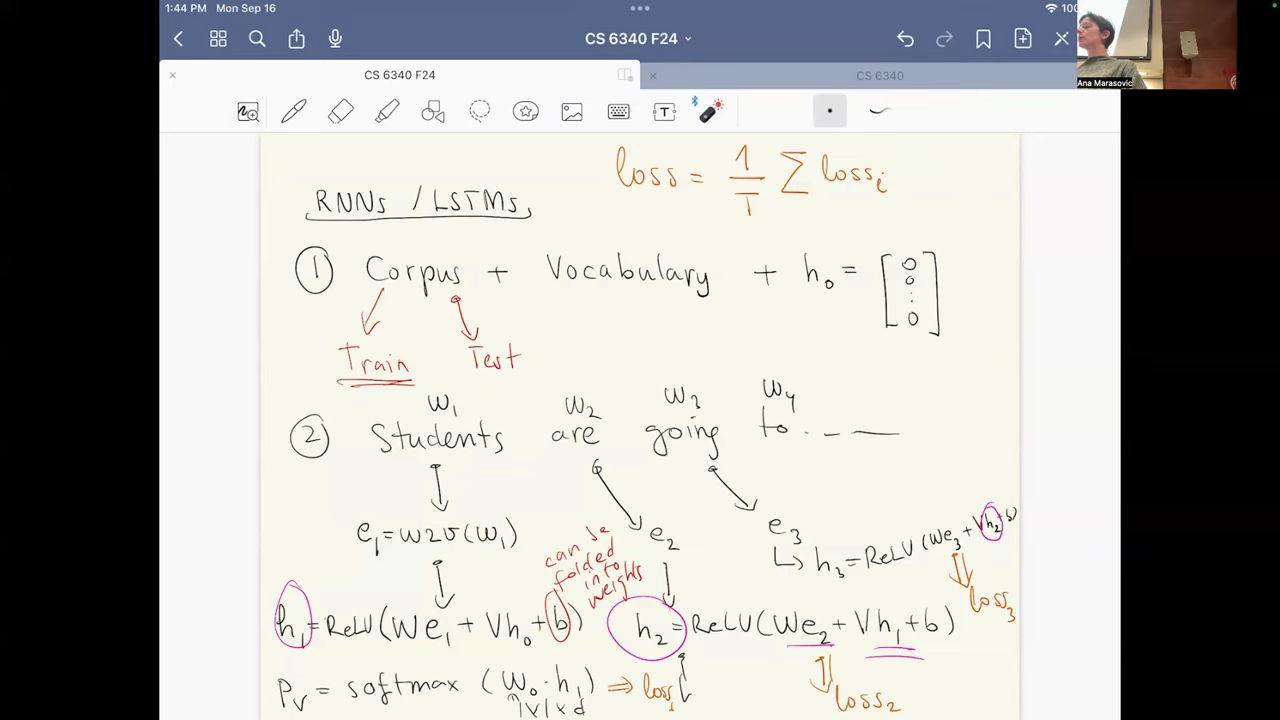 1:44 PM Mon Sep 16
CS 6340 F24
Ana Marasovic
CS 6340 F24
CS 6340
loss = 1/T Σ loss_i
RNNs / LSTMs
① Corpus + Vocabulary + h_0 = [0 0 ⋮ 0]
Train Test
w_1 w_2 w_3 w_4
② Students are going to
e_1 = w2v(w_1)
e_2
e_3
h_3 = ReLU(We_3 + Vh_2 + b)
can be
folded
into
weights
loss_3
h_1 = ReLU(We_1 + Vh_0 + b)
h_2 = ReLU(We_2 + Vh_1 + b)
P_v = softmax (W_0 · h_1) ⇒ loss_1
loss_2
|V| x d